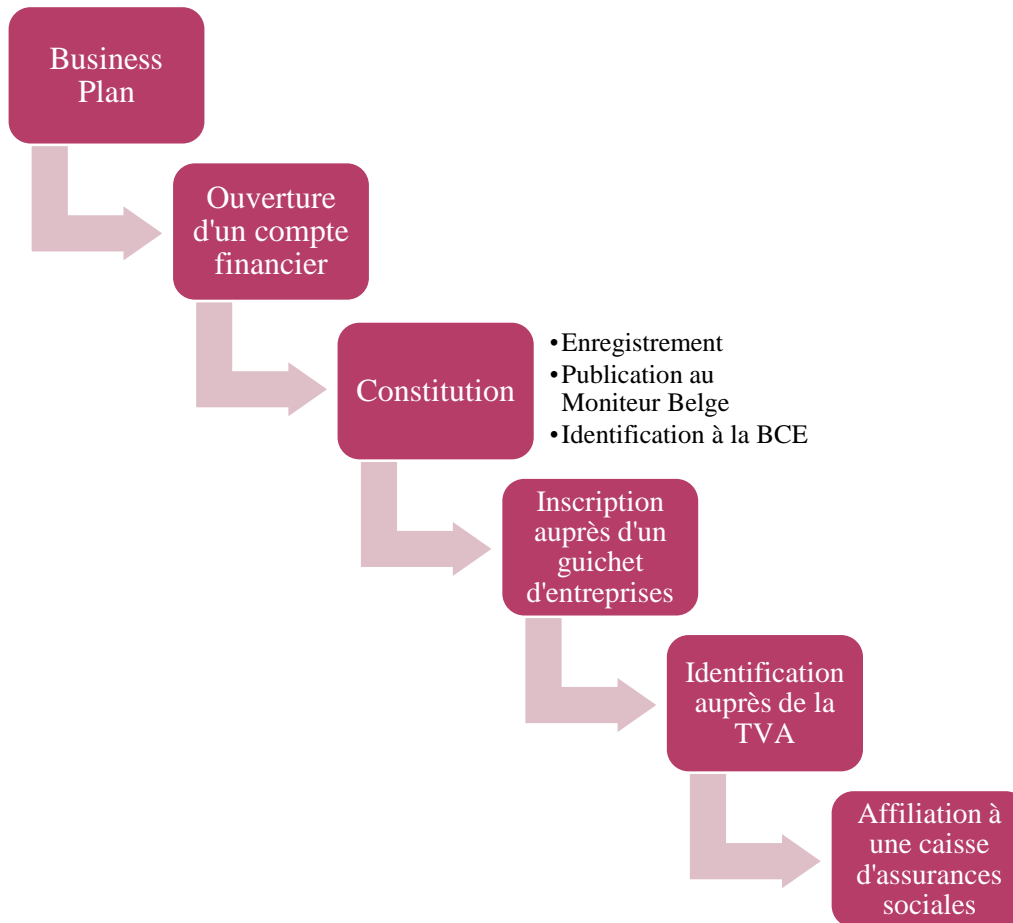 Business
Plan
Ouverture
d'un compte
financier
Constitution
•Enregistrement
•Publication au
Moniteur Belge
•Identification à la BCE
Inscription
auprès d'un
guichet
d'entreprises
Identification
auprès de la
TVA
Affiliation à
une caisse
d'assurances
sociales